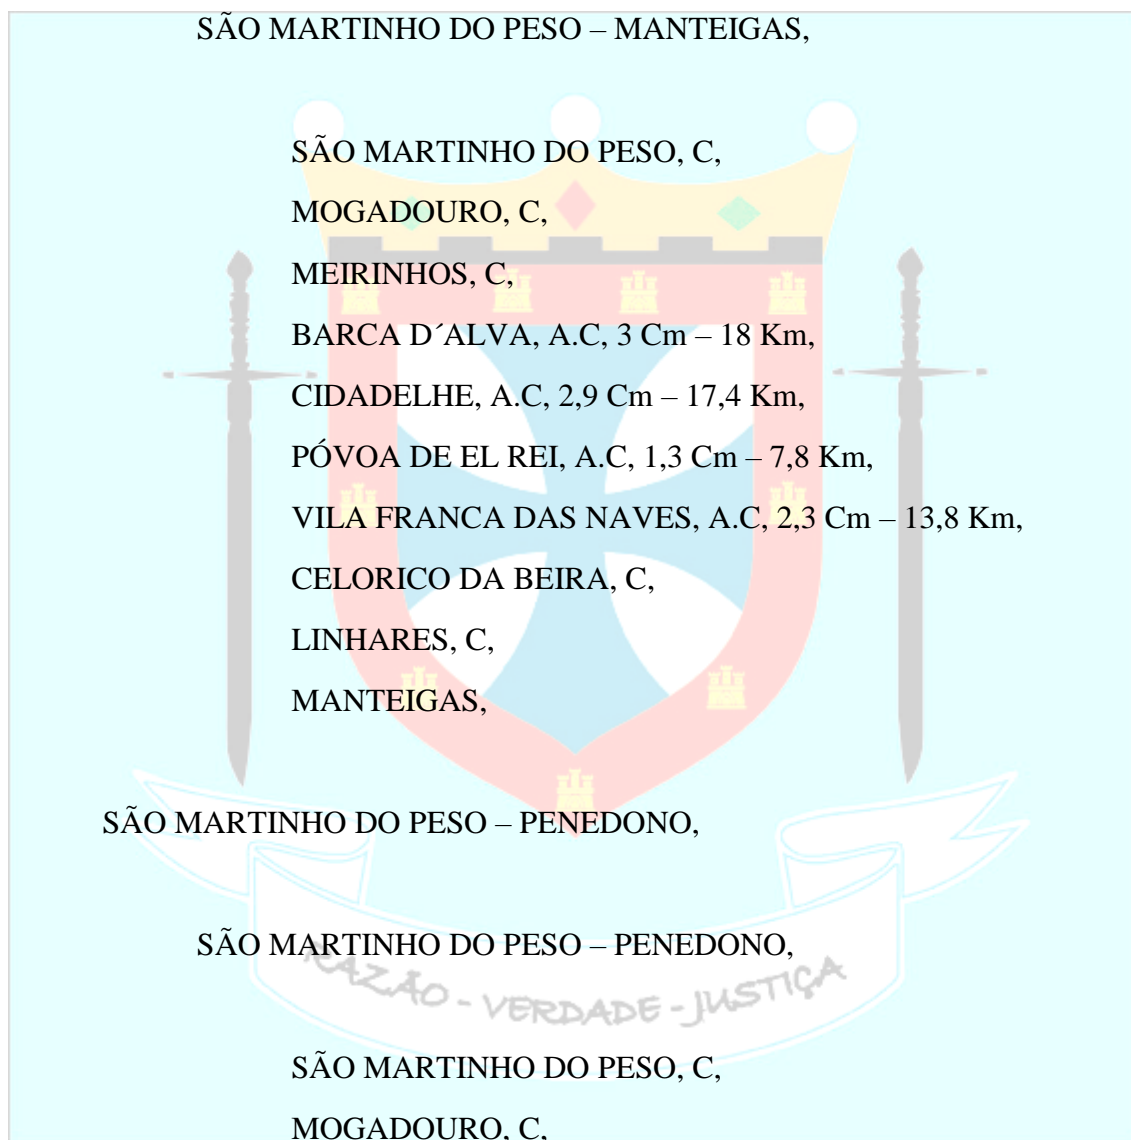 SÃO MARTINHO DO PESO – MANTEIGAS,
SÃO MARTINHO DO PESO, C,
MOGADOURO, C,
MEIRINHOS, C,
BARCA D´ALVA, A.C, 3 Cm – 18 Km,
CIDADELHE, A.C, 2,9 Cm – 17,4 Km,
PÓVOA DE EL REI, A.C, 1,3 Cm – 7,8 Km,
VILA FRANCA DAS NAVES, A.C, 2,3 Cm – 13,8 Km,
CELORICO DA BEIRA, C,
LINHARES, C,
MANTEIGAS,
SÃO MARTINHO DO PESO – PENEDONO,
SÃO MARTINHO DO PESO – PENEDONO,
RAZÃO - VERDADE - JUSTIÇA
SÃO MARTINHO DO PESO, C,
MOGADOURO, C,